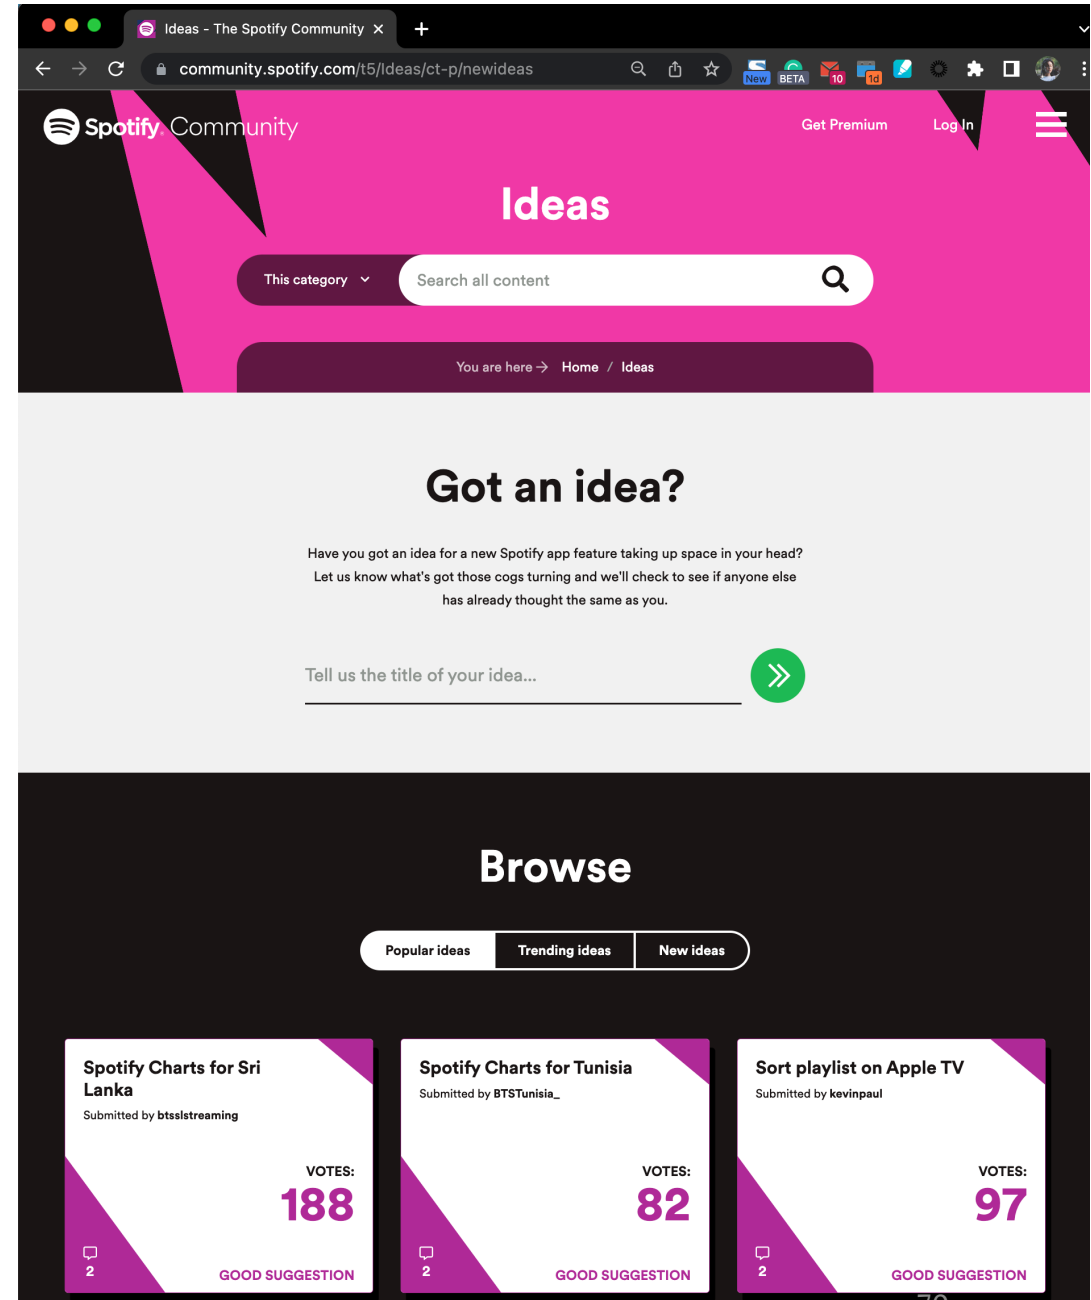 Ideas - The Spotify Community
community.spotify.com/t5/Ideas/ct-p/newideas
New
BETA
10
1d
Spotify Community
Get Premium
Log In
Ideas
This category
Search all content
You are here → Home / Ideas
Got an idea?
Have you got an idea for a new Spotify app feature taking up space in your head?
Let us know what's got those cogs turning and we'll check to see if anyone else
has already thought the same as you.
Tell us the title of your idea...
Browse
Popular ideas
Trending ideas
New ideas
Spotify Charts for Sri
Lanka
Submitted by btsslstreaming
VOTES:
188
2
GOOD SUGGESTION
Spotify Charts for Tunisia
Submitted by BTSTunisia_
VOTES:
82
2
GOOD SUGGESTION
Sort playlist on Apple TV
Submitted by kevinpaul
VOTES:
97
2
GOOD SUGGESTION